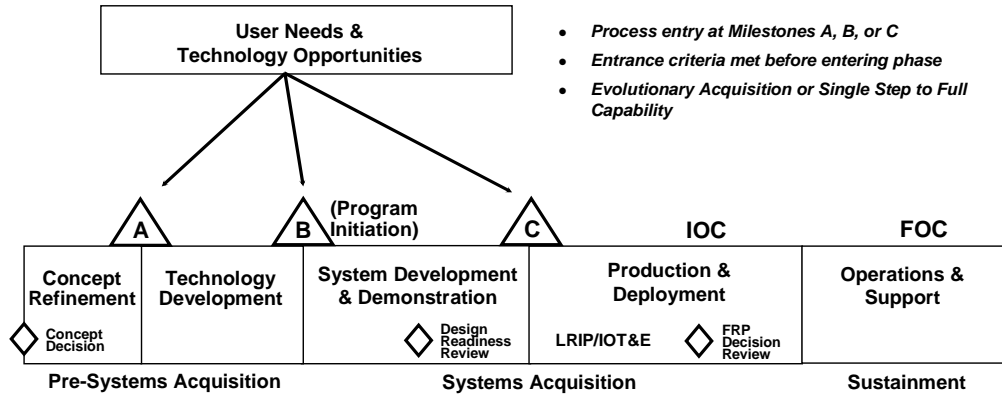 User Needs &
Technology Opportunities
• Process entry at Milestones A, B, or C
• Entrance criteria met before entering phase
• Evolutionary Acquisition or Single Step to Full
Capability
A
B
(Program
Initiation)
C
IOC
FOC
Concept
Refinement
Technology
Development
System Development
& Demonstration
Production &
Deployment
Operations &
Support
Concept
Decision
Design
Readiness
Review
LRIP/IOT&E
FRP
Decision
Review
Pre-Systems Acquisition
Systems Acquisition
Sustainment